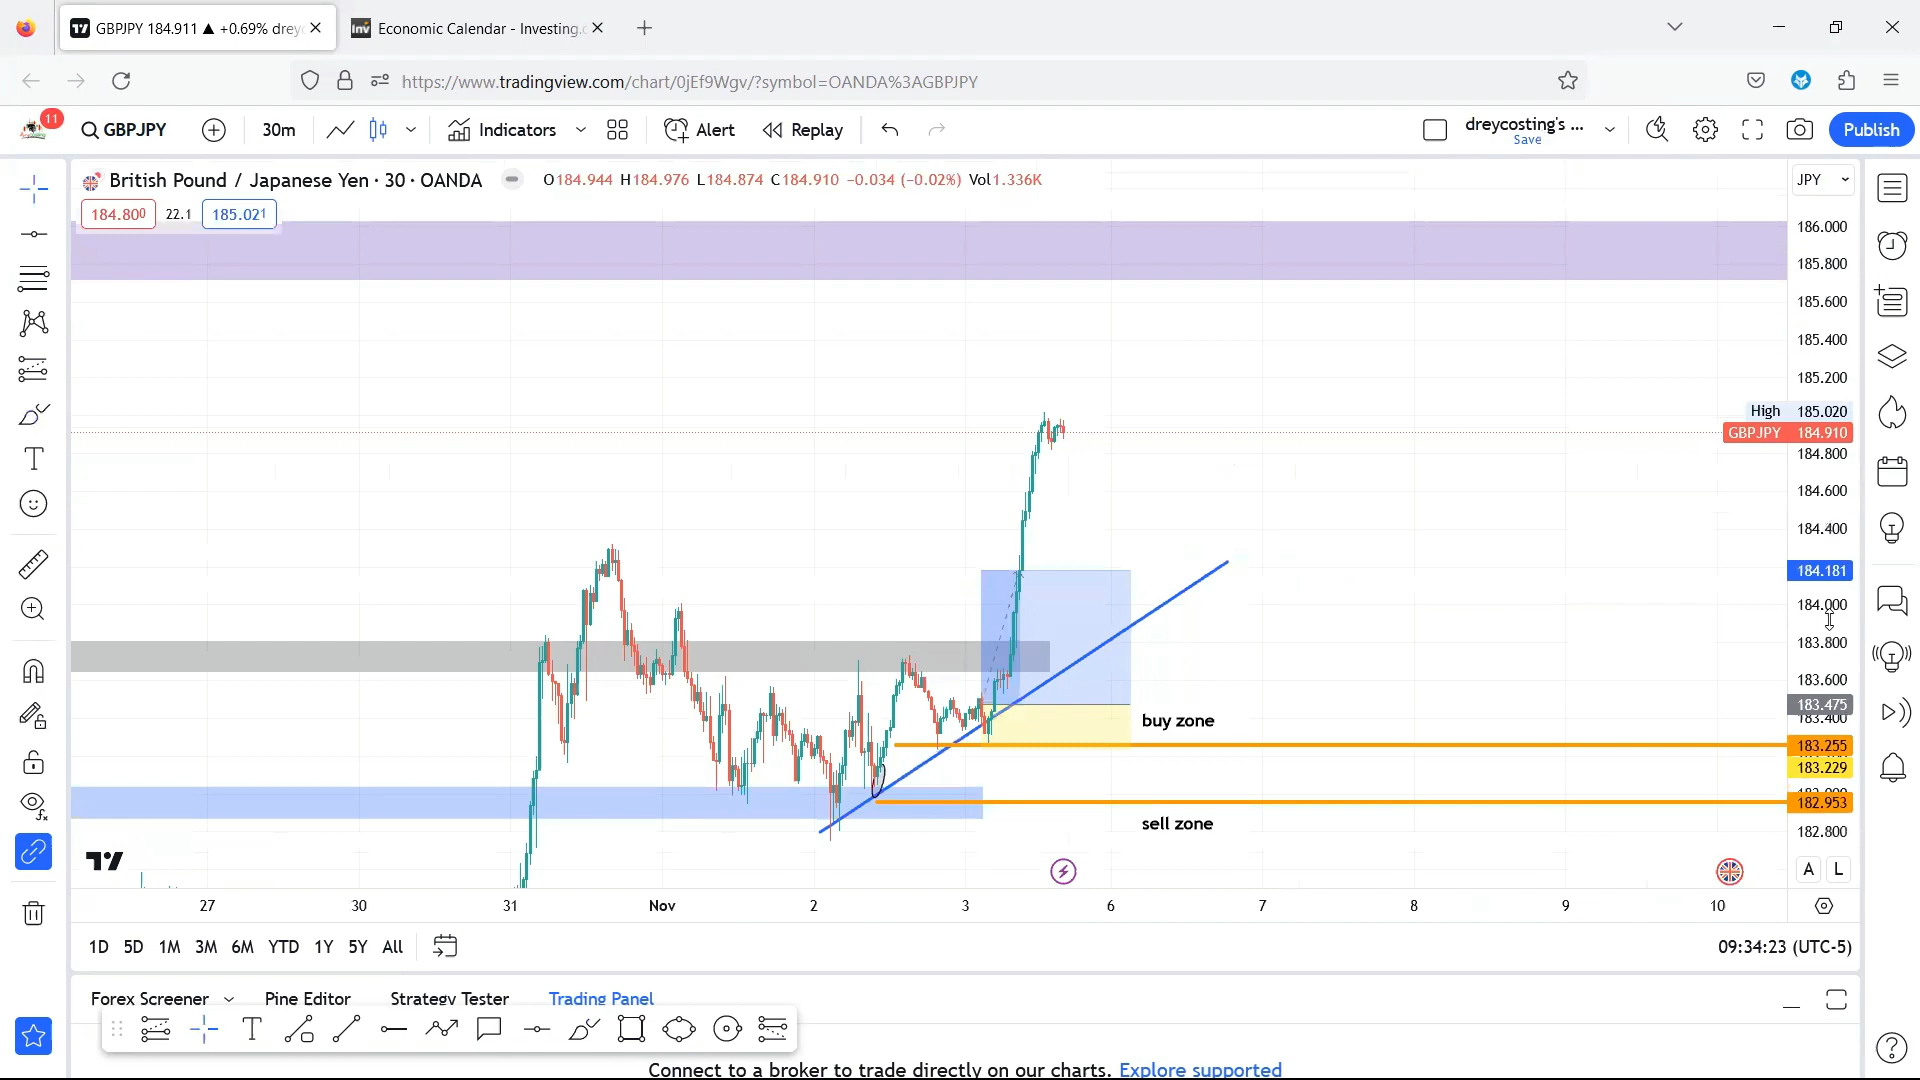 GBPJPY 184.911 ▲ +0.69% drey
Economic Calendar - Investing.c
https://www.tradingview.com/chart/0jEf9Wgv/?symbol=OANDA%3AGBPJPY
11
GBPJPY
30m
Indicators
Alert
Replay
dreycosting's ...
Save
Publish
British Pound / Japanese Yen · 30 · OANDA
O184.944 H184.976 L184.874 C184.910 −0.034 (−0.02%) Vol1.336K
JPY
184.800
22.1
185.021
186.000
185.800
185.600
185.400
185.200
High 185.020
GBPJPY 184.910
184.800
184.600
184.400
184.181
184.000
183.800
183.600
183.475
183.400
buy zone
183.255
183.229
182.953
sell zone
182.800
A L
27 30 31 Nov 2 3 6 7 8 9 10
1D 5D 1M 3M 6M YTD 1Y 5Y All
09:34:23 (UTC-5)
Forex Screener
Pine Editor
Strategy Tester
Trading Panel
Connect to a broker to trade directly on our charts. Explore supported